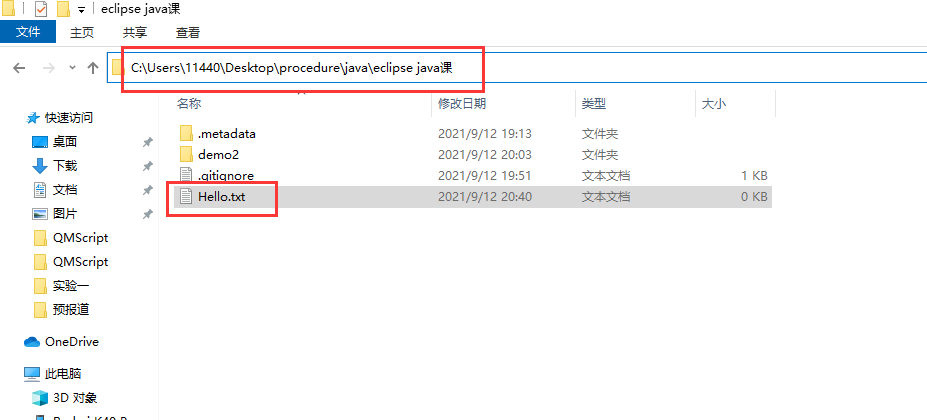 eclipse java课
文件 主页 共享 查看
C:\Users\11440\Desktop\procedure\java\eclipse java课
名称 修改日期 类型 大小
快速访问
桌面
下载
文档
图片
QMScript
QMScript
实验一
预报道
OneDrive
此电脑
3D 对象
.metadata 2021/9/12 19:13 文件夹
demo2 2021/9/12 20:03 文件夹
.gitignore 2021/9/12 19:51 文本文档 1 KB
Hello.txt 2021/9/12 20:40 文本文档 0 KB